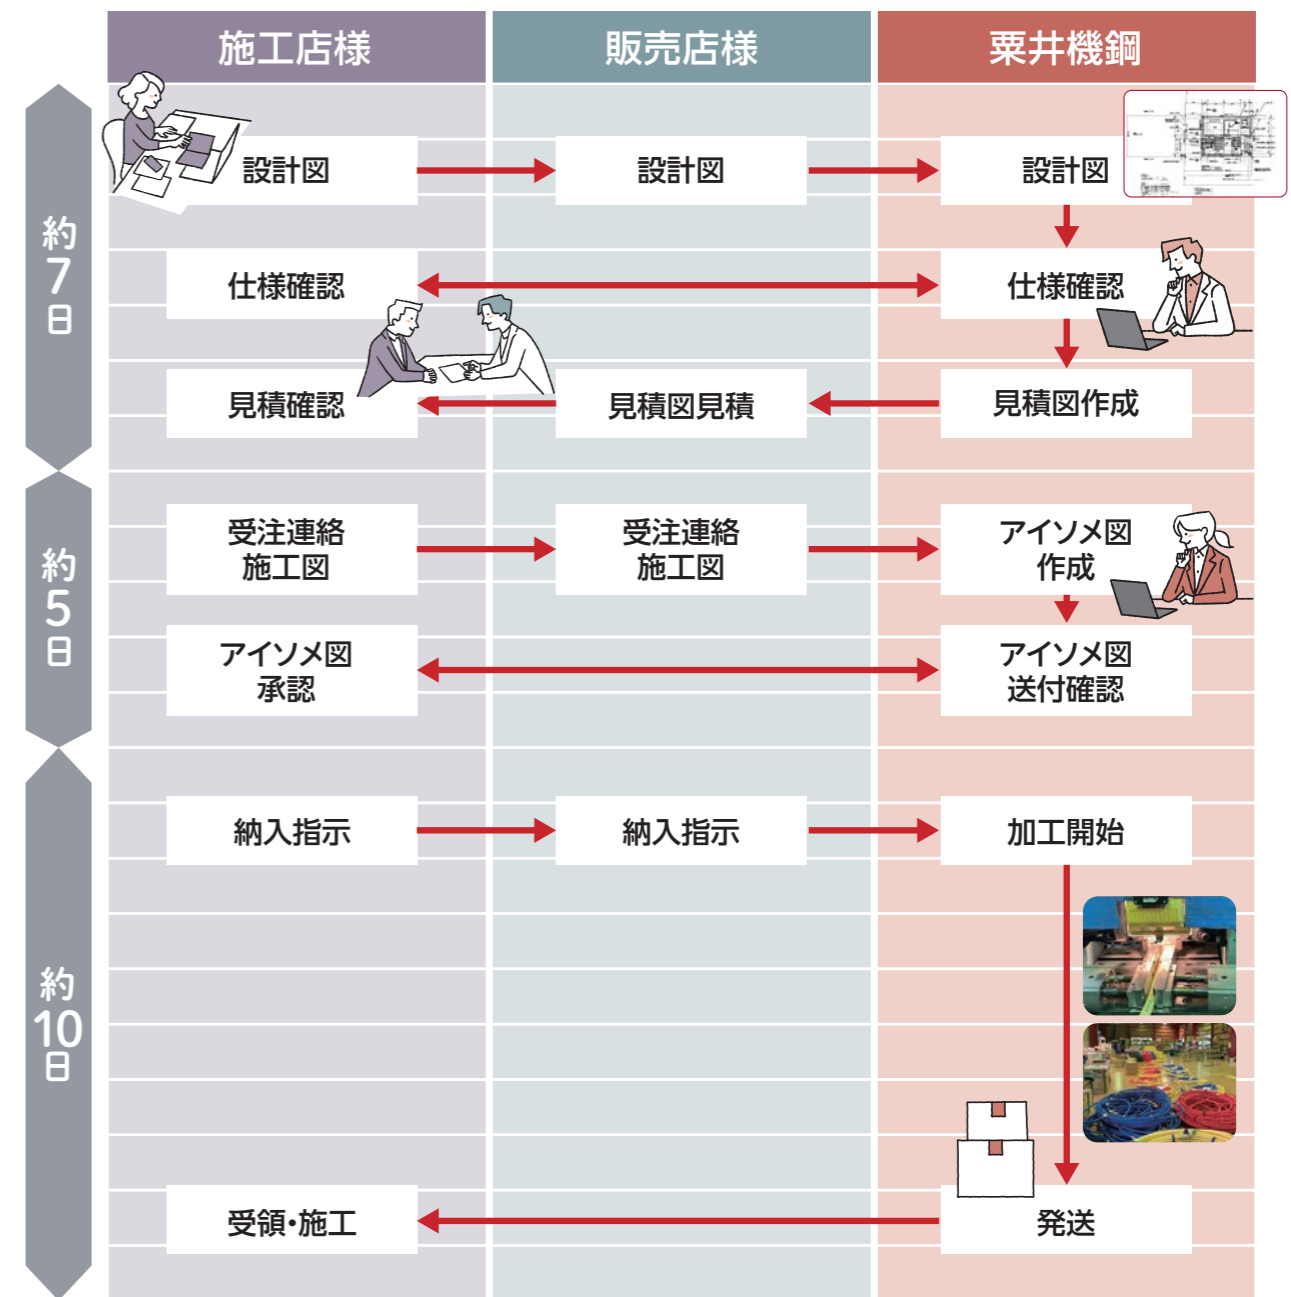 施工店様
販売店様
粟井機鋼
約
7
日
設計図
設計図
設計図
仕様確認
仕様確認
見積確認
見積図見積
見積図作成
約
5
日
受注連絡
施工図
受注連絡
施工図
アイソメ図
作成
アイソメ図
承認
アイソメ図
送付確認
約
10
日
納入指示
納入指示
加工開始
受領・施工
発送